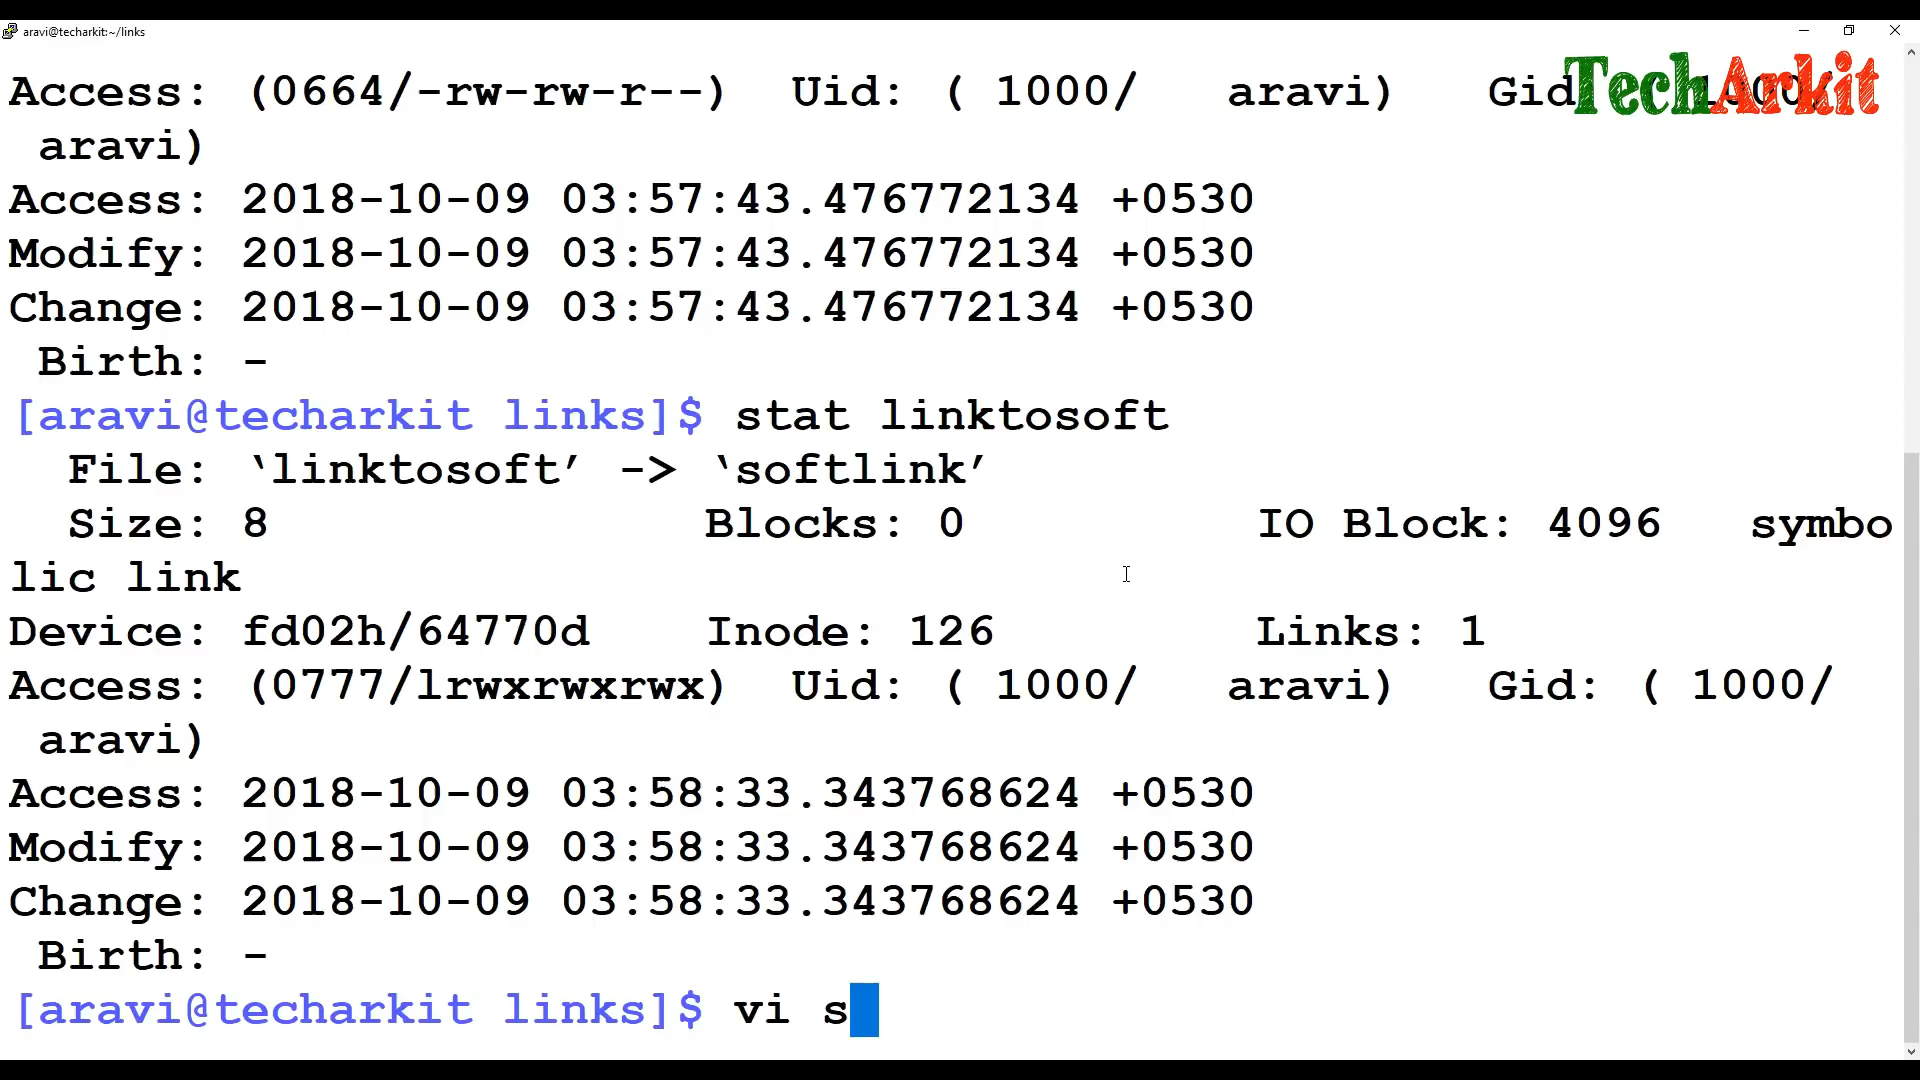 aravi@techarkit:~/links
TechArkit
Access: (0664/-rw-rw-r--)  Uid: ( 1000/   aravi)   Gid 1000/
 aravi)
Access: 2018-10-09 03:57:43.476772134 +0530
Modify: 2018-10-09 03:57:43.476772134 +0530
Change: 2018-10-09 03:57:43.476772134 +0530
 Birth: -
[aravi@techarkit links]$ stat linktosoft
  File: ‘linktosoft’ -> ‘softlink’
  Size: 8               Blocks: 0          IO Block: 4096   symbo
lic link
Device: fd02h/64770d    Inode: 126         Links: 1
Access: (0777/lrwxrwxrwx)  Uid: ( 1000/   aravi)   Gid: ( 1000/
 aravi)
Access: 2018-10-09 03:58:33.343768624 +0530
Modify: 2018-10-09 03:58:33.343768624 +0530
Change: 2018-10-09 03:58:33.343768624 +0530
 Birth: -
[aravi@techarkit links]$ vi s